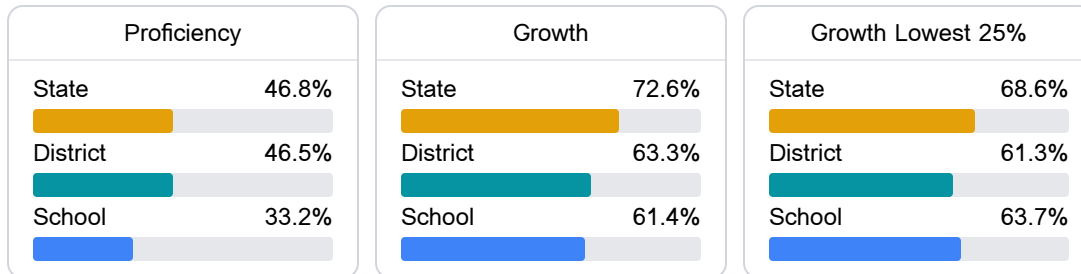 Proficiency
State 46.8%
District 46.5%
School 33.2%
Growth
State 72.6%
District 63.3%
School 61.4%
Growth Lowest 25%
State 68.6%
District 61.3%
School 63.7%